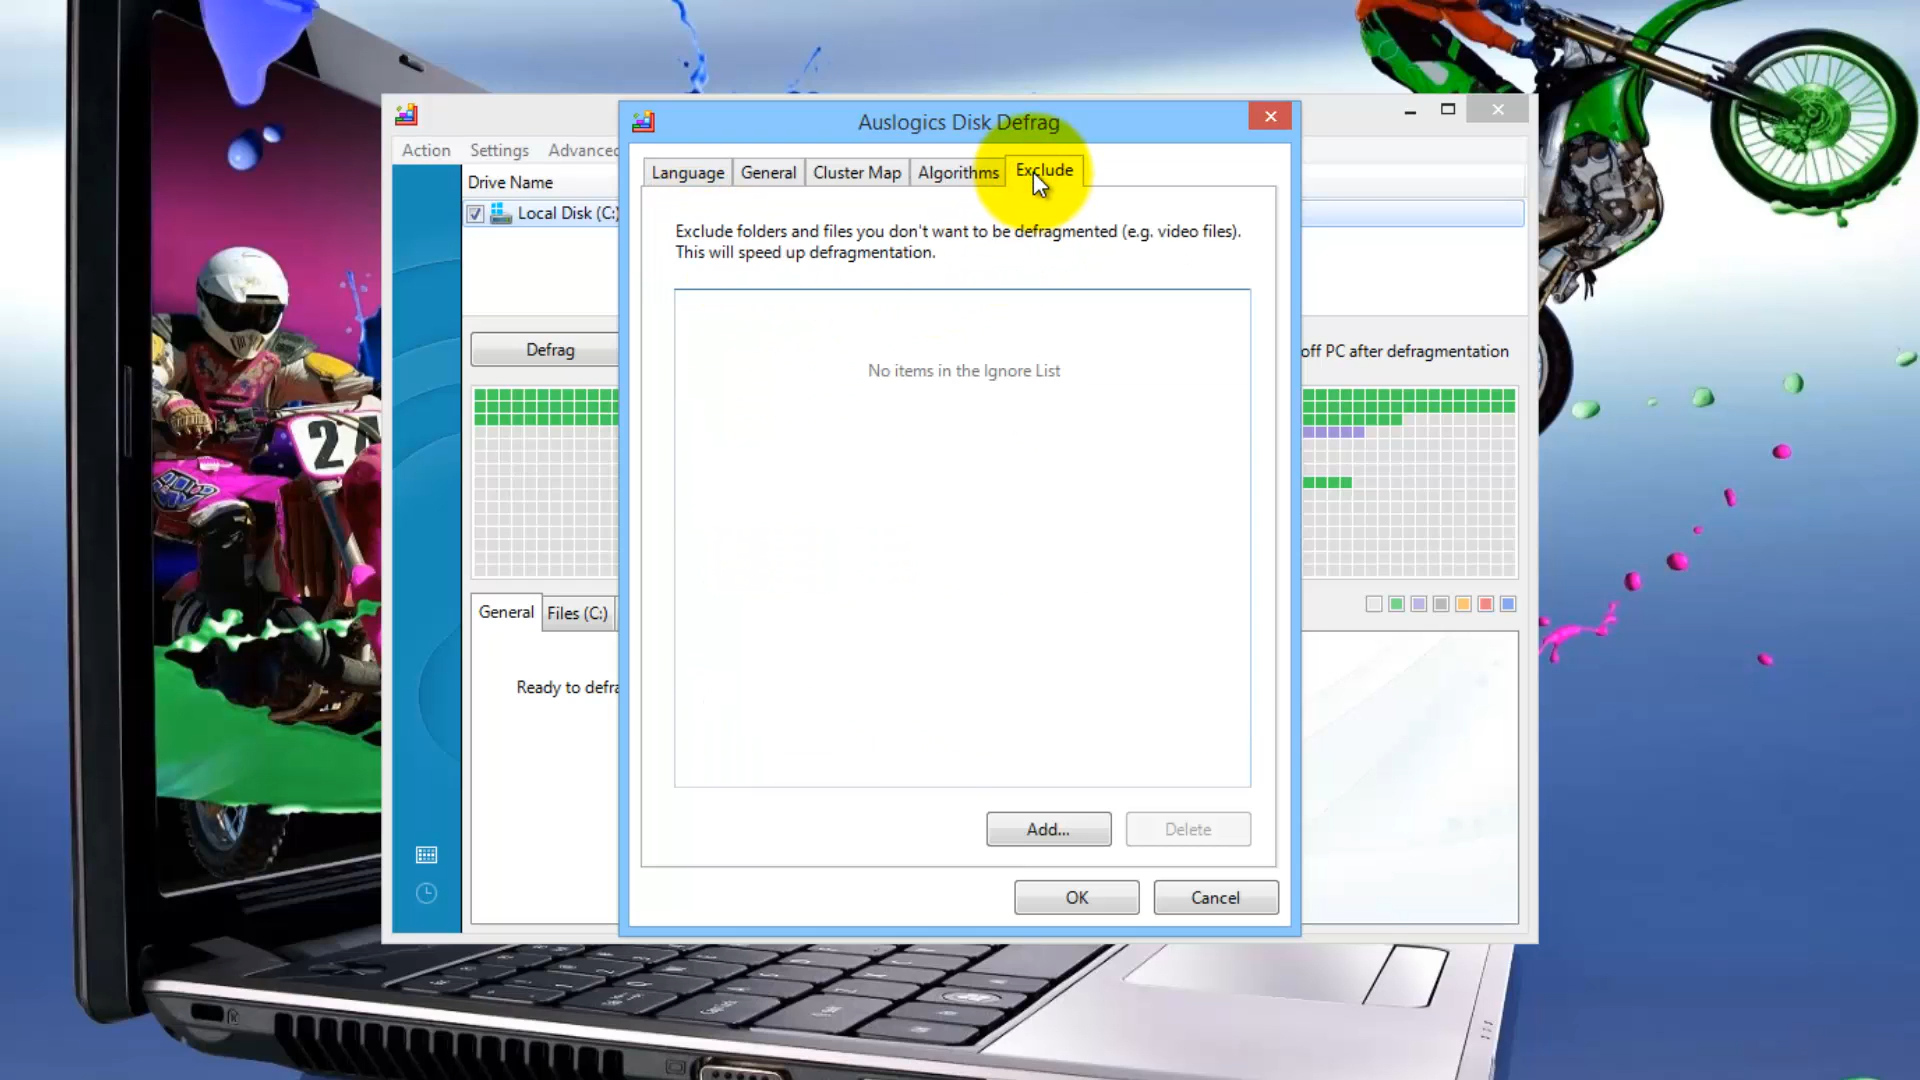 Auslogics Disk Defrag
Action Settings Advanced
Drive Name
Local Disk (C:)
Language General Cluster Map Algorithms Exclude
Exclude folders and files you don't want to be defragmented (e.g. video files).
This will speed up defragmentation.
No items in the Ignore List
Defrag
off PC after defragmentation
General Files (C:)
Ready to defra
Add... Delete
OK Cancel
24